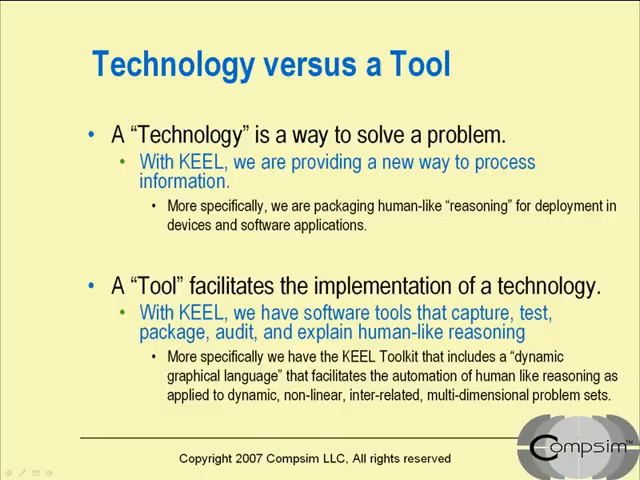 Technology versus a Tool
• A “Technology” is a way to solve a problem.
• With KEEL, we are providing a new way to process
information.
• More specifically, we are packaging human-like “reasoning” for deployment in
devices and software applications.
• A “Tool” facilitates the implementation of a technology.
• With KEEL, we have software tools that capture, test,
package, audit, and explain human-like reasoning
• More specifically we have the KEEL Toolkit that includes a “dynamic
graphical language” that facilitates the automation of human like reasoning as
applied to dynamic, non-linear, inter-related, multi-dimensional problem sets.
Compsim™
Copyright 2007 Compsim LLC, All rights reserved